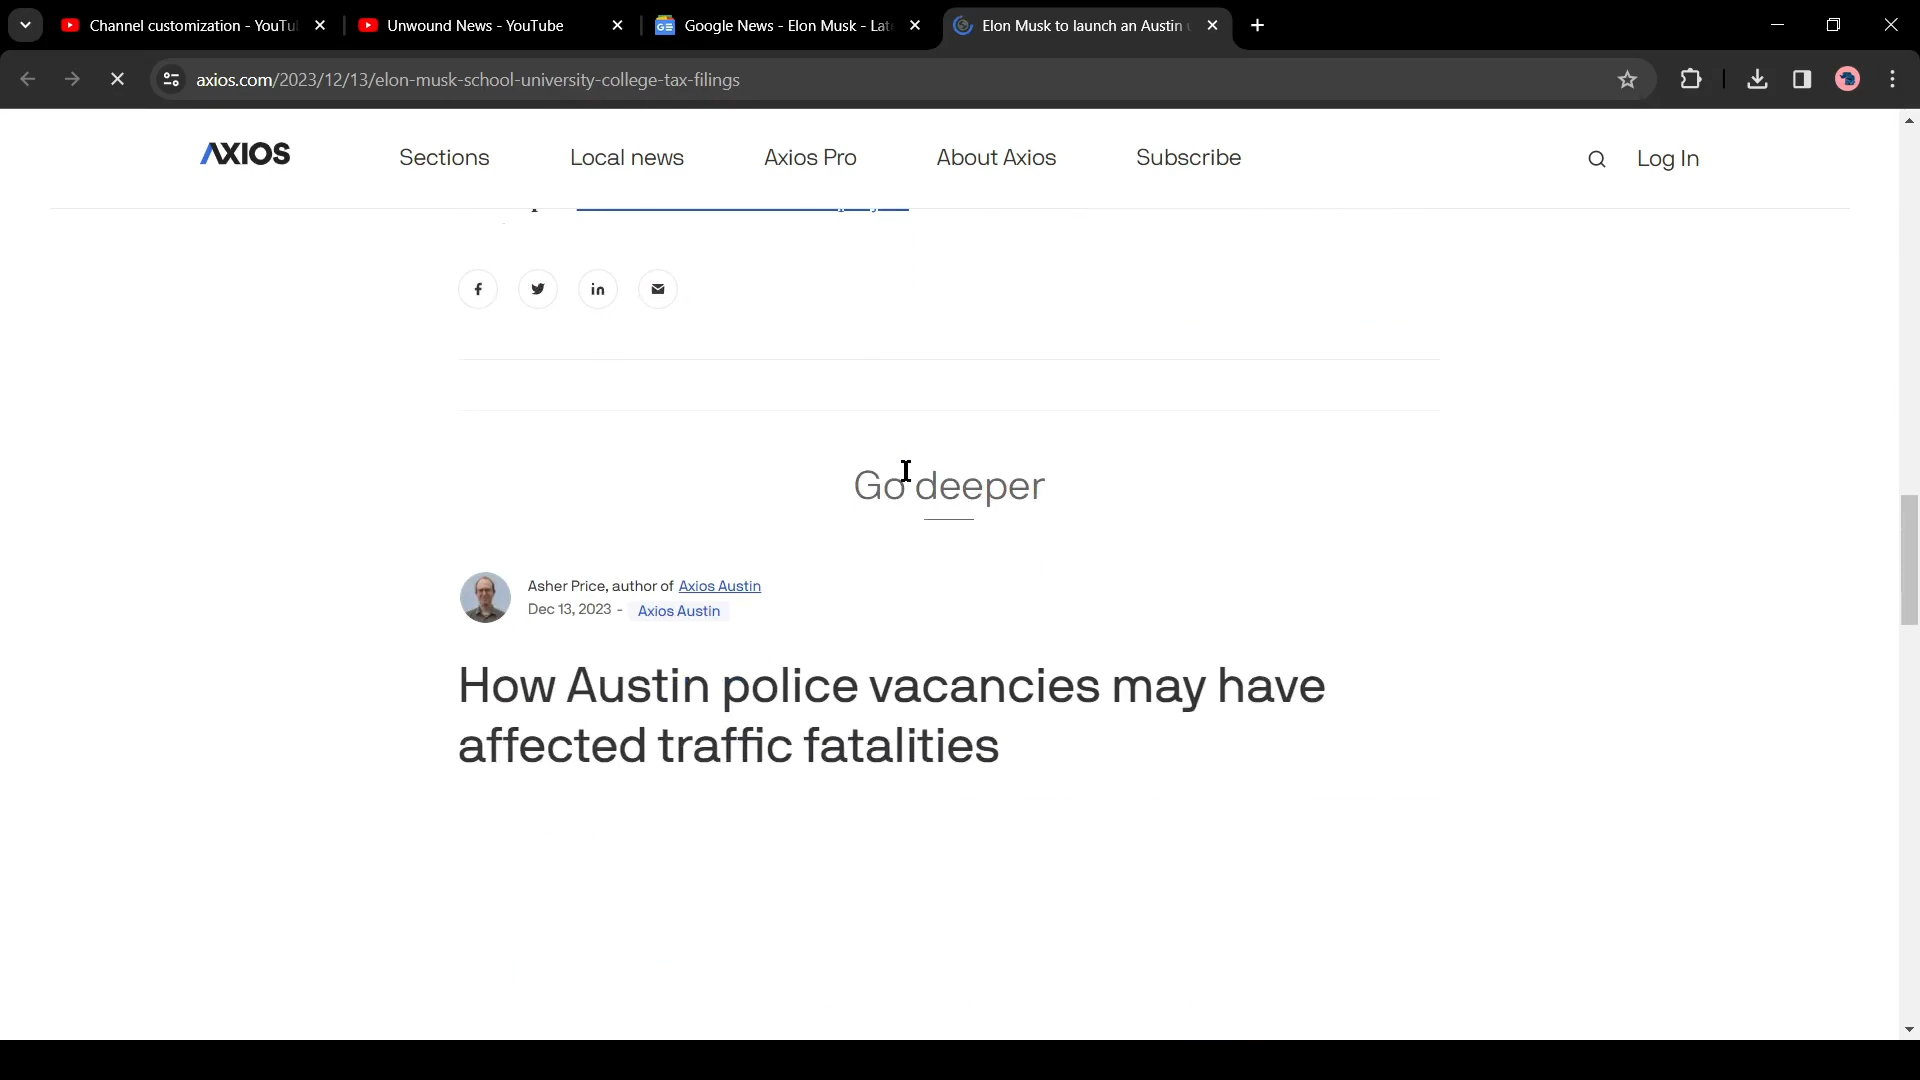 Channel customization - YouTu
Unwound News - YouTube
Google News - Elon Musk - Lat
Elon Musk to launch an Austin
axios.com/2023/12/13/elon-musk-school-university-college-tax-filings
AXIOS
Sections
Local news
Axios Pro
About Axios
Subscribe
Log In
Go deeper
Asher Price, author of Axios Austin
Dec 13, 2023 - Axios Austin
How Austin police vacancies may have
affected traffic fatalities